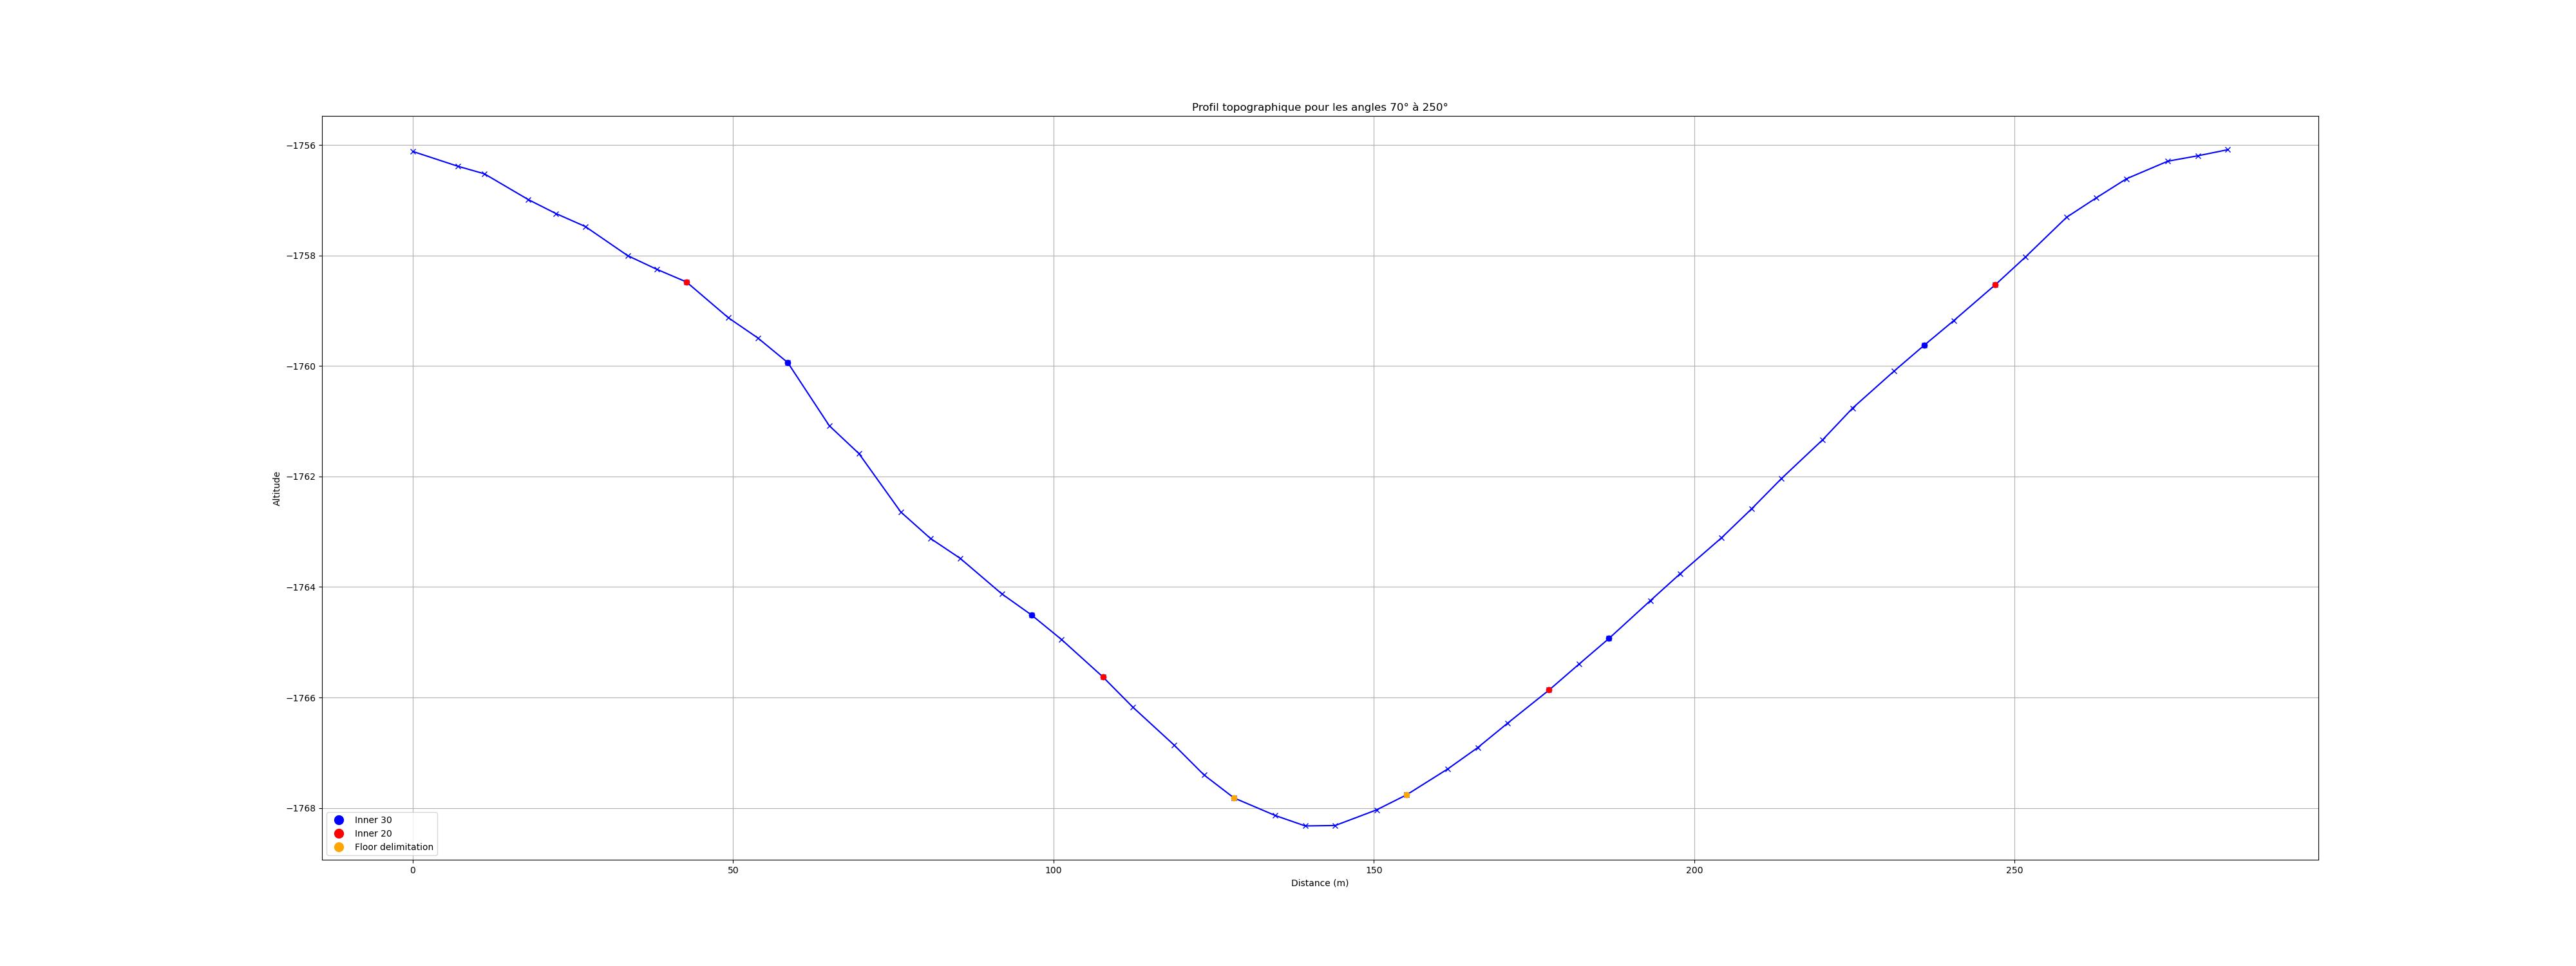 Profil topographique pour les angles 70° à 250°
−1756
−1758
−1760
−1762
−1764
−1766
−1768
Altitude
Inner 30
Inner 20
Floor delimitation
0 50 100 150 200 250
Distance (m)